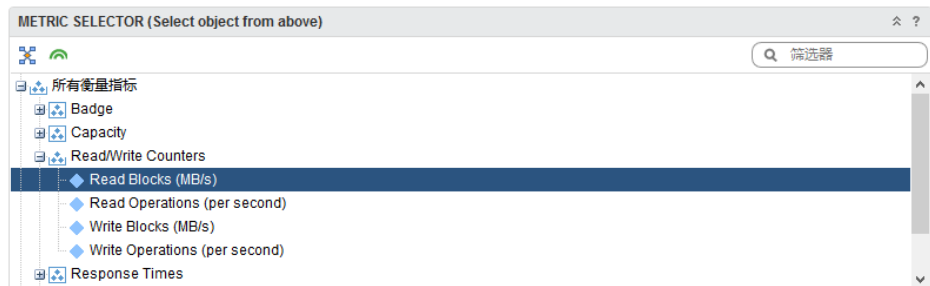 METRIC SELECTOR (Select object from above) ?
筛选器
所有衡量指标
Badge
Capacity
Read/Write Counters
Read Blocks (MB/s)
Read Operations (per second)
Write Blocks (MB/s)
Write Operations (per second)
Response Times